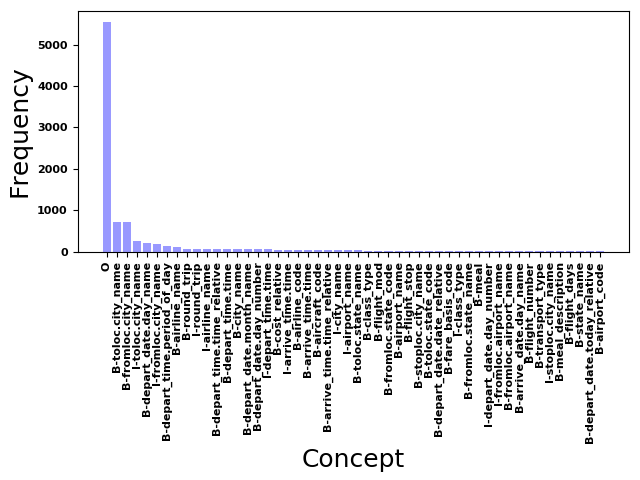 Frequency
5000
4000
3000
2000
1000
0
O
B-toloc.city_name
B-fromloc.city_name
I-toloc.city_name
B-depart_date.day_name
I-fromloc.city_name
B-depart_time.period_of_day
B-airline_name
B-round_trip
I-round_trip
I-airline_name
B-depart_time.time_relative
B-depart_time.time
B-city_name
B-depart_date.month_name
B-depart_date.day_number
I-depart_time.time
B-cost_relative
I-arrive_time.time
B-airline_code
B-arrive_time.time
B-aircraft_code
B-arrive_time.time_relative
I-city_name
I-airport_name
B-toloc.state_name
B-class_type
B-flight_mod
B-fromloc.state_code
B-airport_name
B-flight_stop
B-stoploc.city_name
B-toloc.state_code
B-depart_date.date_relative
B-fare_basis_code
I-class_type
B-fromloc.state_name
B-meal
I-depart_date.day_number
I-fromloc.airport_name
B-fromloc.airport_name
B-arrive_date.day_name
B-flight_number
B-transport_type
I-stoploc.city_name
B-meal_description
B-flight_days
B-state_name
B-depart_date.today_relative
B-airport_code
Concept